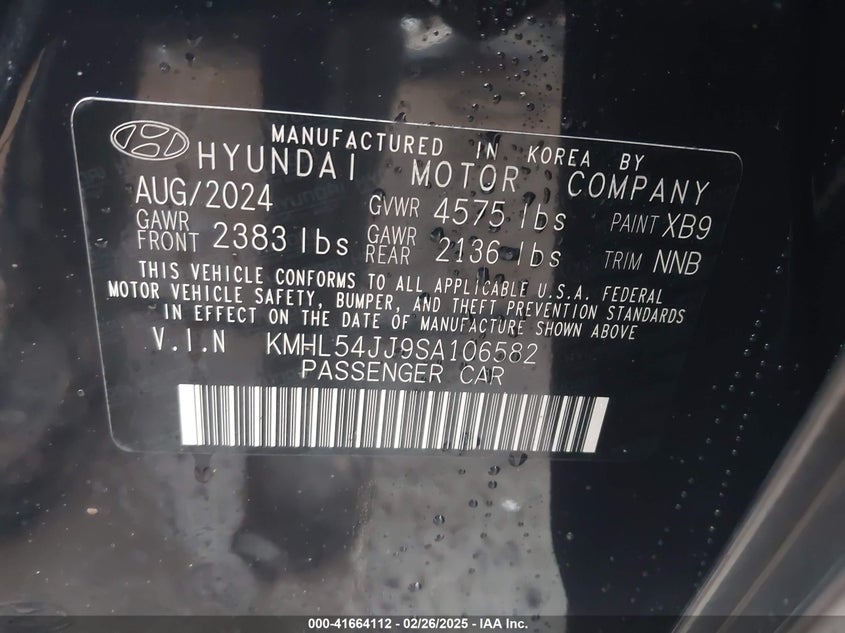 MANUFACTURED IN KOREA BY
HYUNDAI MOTOR COMPANY
AUG/2024 GVWR 4575 lbs PAINT XB9
GAWR FRONT 2383 lbs GAWR REAR 2136 lbs TRIM NNB
THIS VEHICLE CONFORMS TO ALL APPLICABLE U.S.A. FEDERAL
MOTOR VEHICLE SAFETY, BUMPER, AND THEFT PREVENTION STANDARDS
IN EFFECT ON THE DATE OF MANUFACTURE SHOWN ABOVE
V.I.N KMHL54JJ9SA106582
PASSENGER CAR
000-41664112 - 02/26/2025 - IAA Inc.